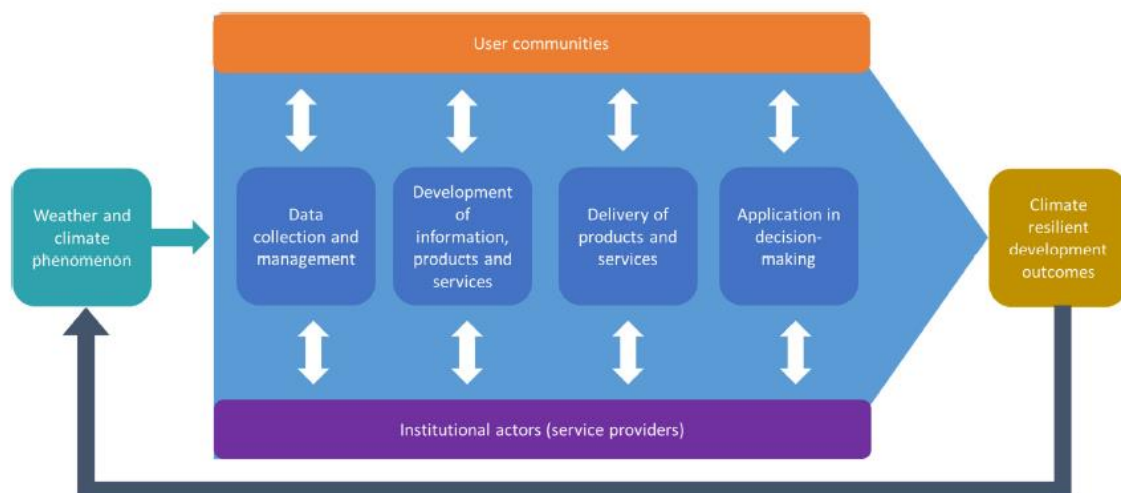 User communities
Weather and
climate
phenomenon
Data
collection and
management
Development
of
information,
products and
services
Delivery of
products and
services
Application in
decision-
making
Climate
resilient
development
outcomes
Institutional actors (service providers)